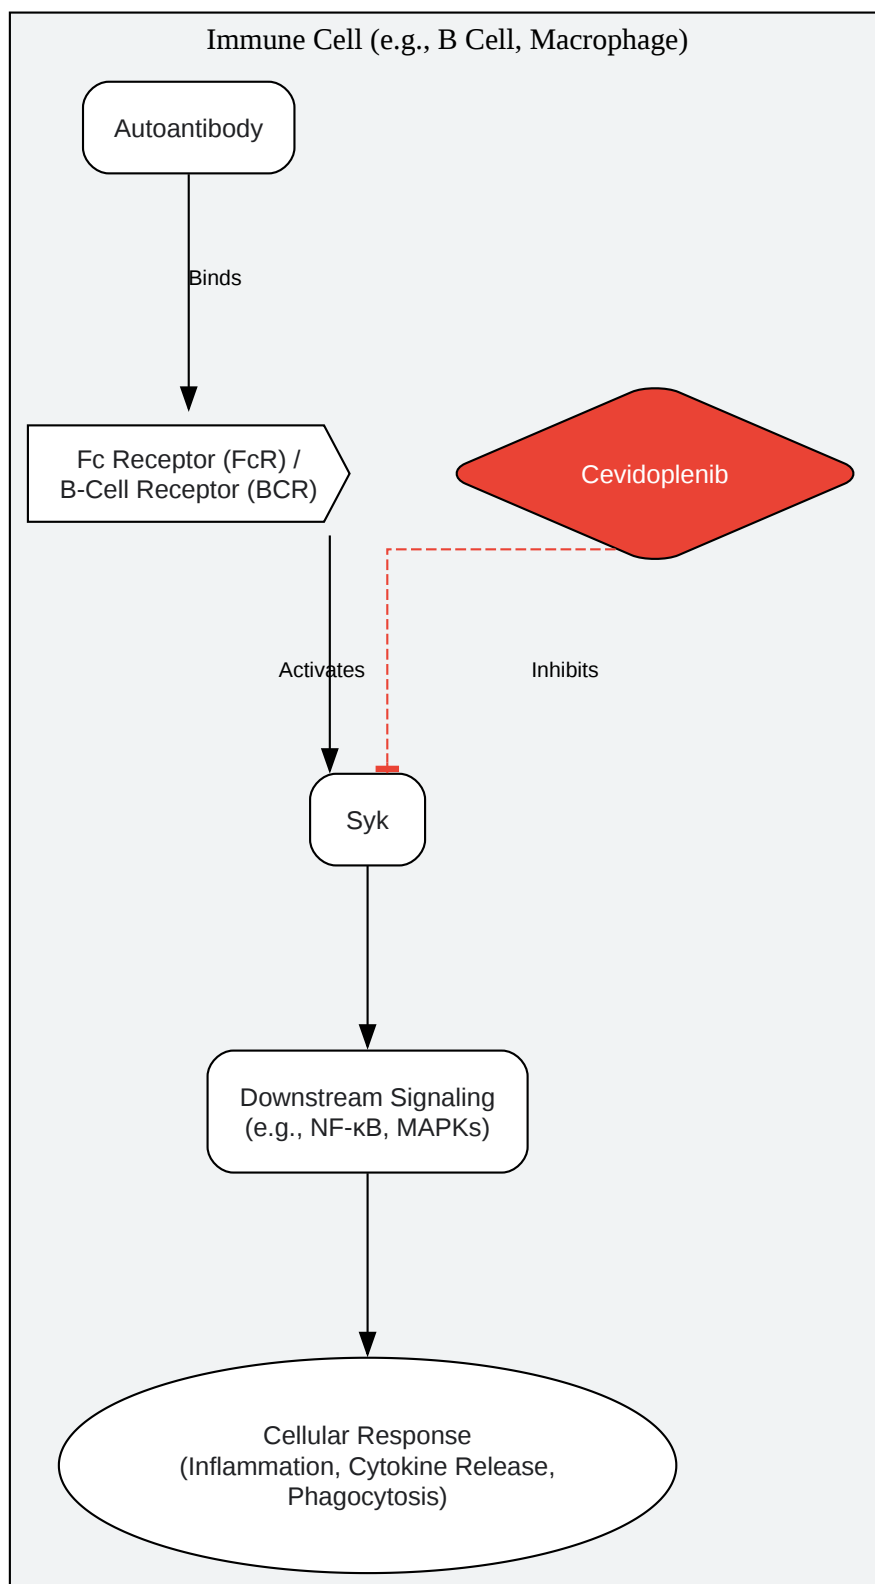 Immune Cell (e.g., B Cell, Macrophage)
Autoantibody
Binds
Fc Receptor (FcR) /
B-Cell Receptor (BCR)
Cevidoplenib
Activates
Inhibits
Syk
Downstream Signaling
(e.g., NF-κB, MAPKs)
Cellular Response
(Inflammation, Cytokine Release,
Phagocytosis)